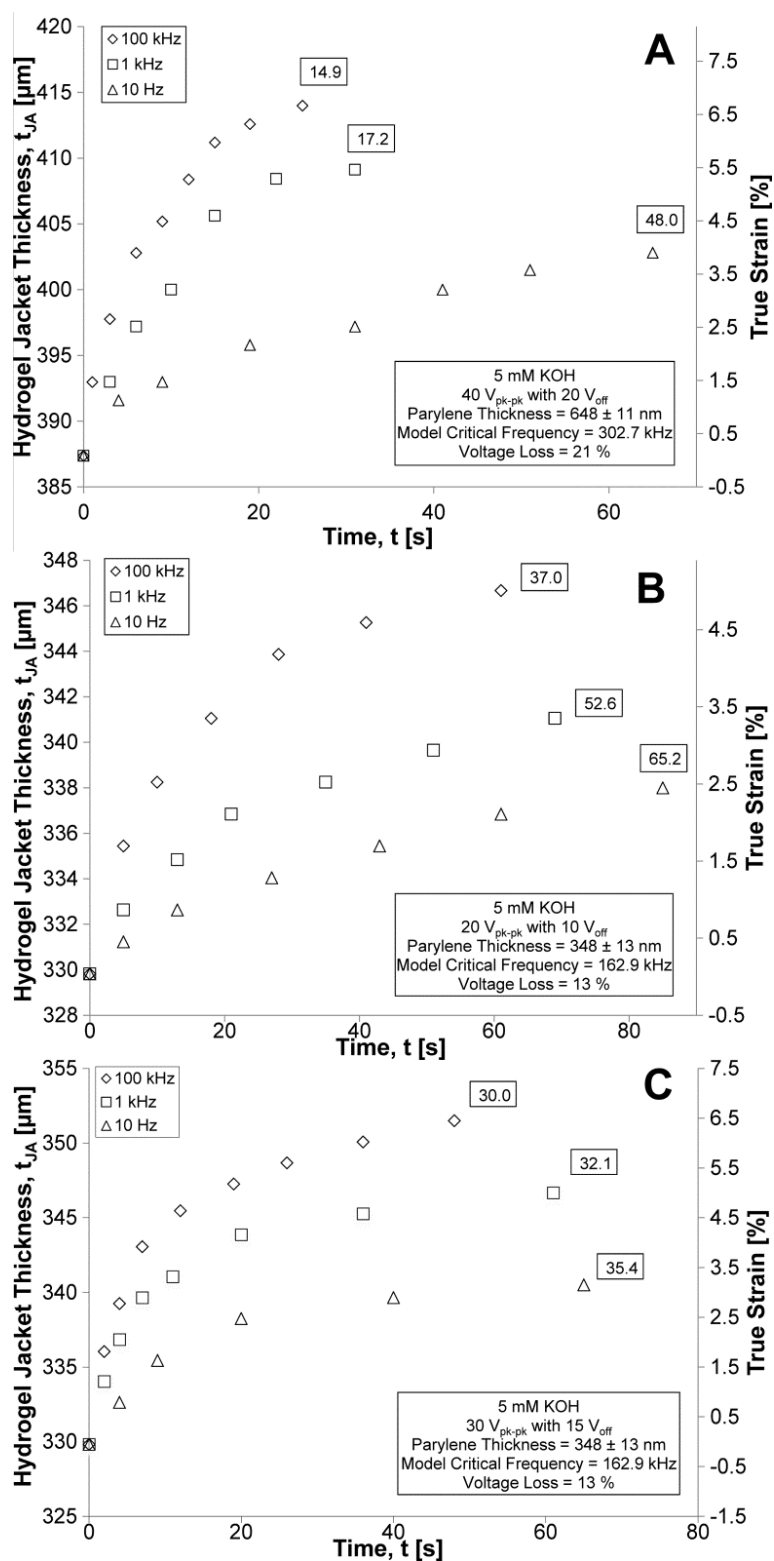 A
Hydrogel Jacket Thickness, t_JA [µm]
420
415
410
405
400
395
390
385
◇ 100 kHz
□ 1 kHz
△ 10 Hz
14.9
17.2
48.0
5 mM KOH
40 V_pk-pk with 20 V_off
Parylene Thickness = 648 ± 11 nm
Model Critical Frequency = 302.7 kHz
Voltage Loss = 21 %
True Strain [%]
7.5
6.5
5.5
4.5
3.5
2.5
1.5
0.5
-0.5
0 20 40 60
Time, t [s]
B
Hydrogel Jacket Thickness, t_JA [µm]
348
346
344
342
340
338
336
334
332
330
328
◇ 100 kHz
□ 1 kHz
△ 10 Hz
37.0
52.6
65.2
5 mM KOH
20 V_pk-pk with 10 V_off
Parylene Thickness = 348 ± 13 nm
Model Critical Frequency = 162.9 kHz
Voltage Loss = 13 %
True Strain [%]
4.5
3.5
2.5
1.5
0.5
-0.5
0 20 40 60 80
Time, t [s]
C
Hydrogel Jacket Thickness, t_JA [µm]
355
350
345
340
335
330
325
◇ 100 kHz
□ 1 kHz
△ 10 Hz
30.0
32.1
35.4
5 mM KOH
30 V_pk-pk with 15 V_off
Parylene Thickness = 348 ± 13 nm
Model Critical Frequency = 162.9 kHz
Voltage Loss = 13 %
True Strain [%]
7.5
6.5
5.5
4.5
3.5
2.5
1.5
0.5
-0.5
-1.5
0 20 40 60 80
Time, t [s]